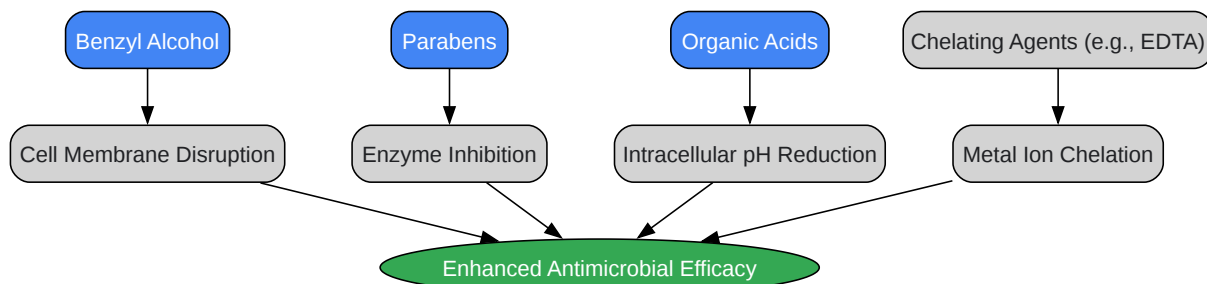 Benzyl Alcohol
Parabens
Organic Acids
Chelating Agents (e.g., EDTA)
Cell Membrane Disruption
Enzyme Inhibition
Intracellular pH Reduction
Metal Ion Chelation
Enhanced Antimicrobial Efficacy